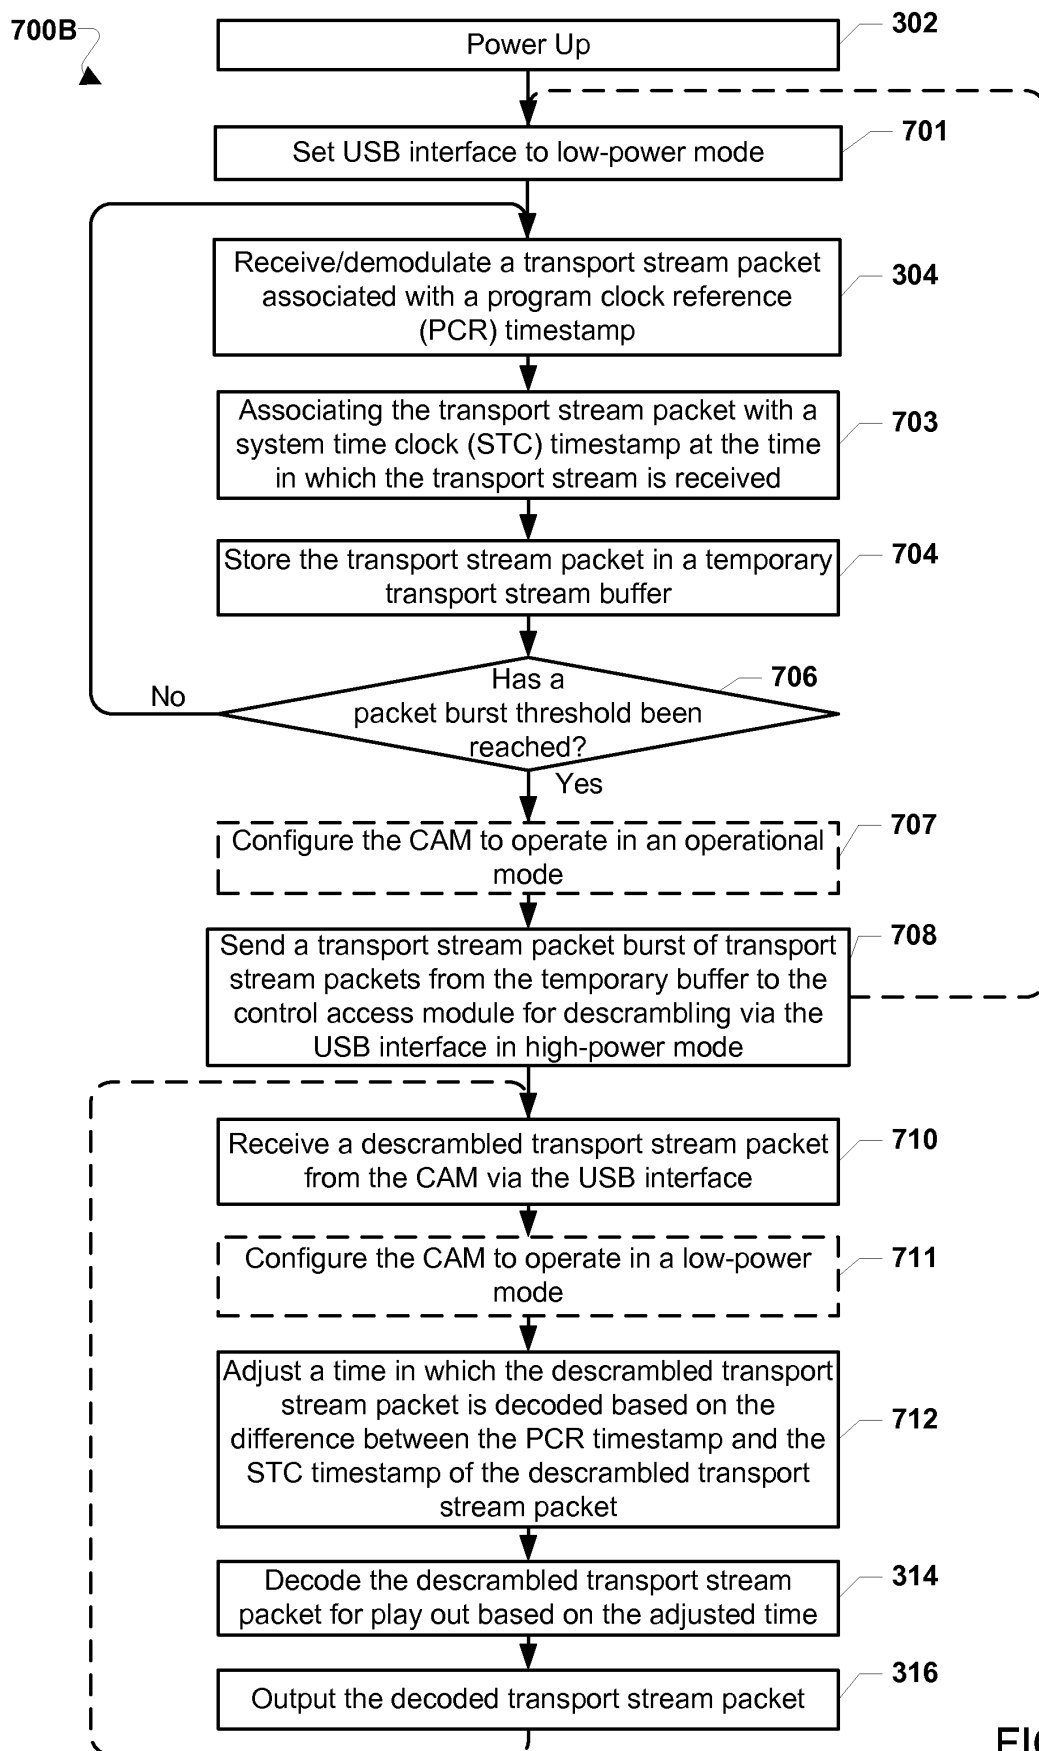 700B
Power Up
302
Set USB interface to low-power mode
701
Receive/demodulate a transport stream packet
associated with a program clock reference
(PCR) timestamp
304
Associating the transport stream packet with a
system time clock (STC) timestamp at the time
in which the transport stream is received
703
Store the transport stream packet in a temporary
transport stream buffer
704
Has a
packet burst threshold been
reached?
706
No
Yes
Configure the CAM to operate in an operational
mode
707
Send a transport stream packet burst of transport
stream packets from the temporary buffer to the
control access module for descrambling via the
USB interface in high-power mode
708
Receive a descrambled transport stream packet
from the CAM via the USB interface
710
Configure the CAM to operate in a low-power
mode
711
Adjust a time in which the descrambled transport
stream packet is decoded based on the
difference between the PCR timestamp and the
STC timestamp of the descrambled transport
stream packet
712
Decode the descrambled transport stream
packet for play out based on the adjusted time
314
Output the decoded transport stream packet
316